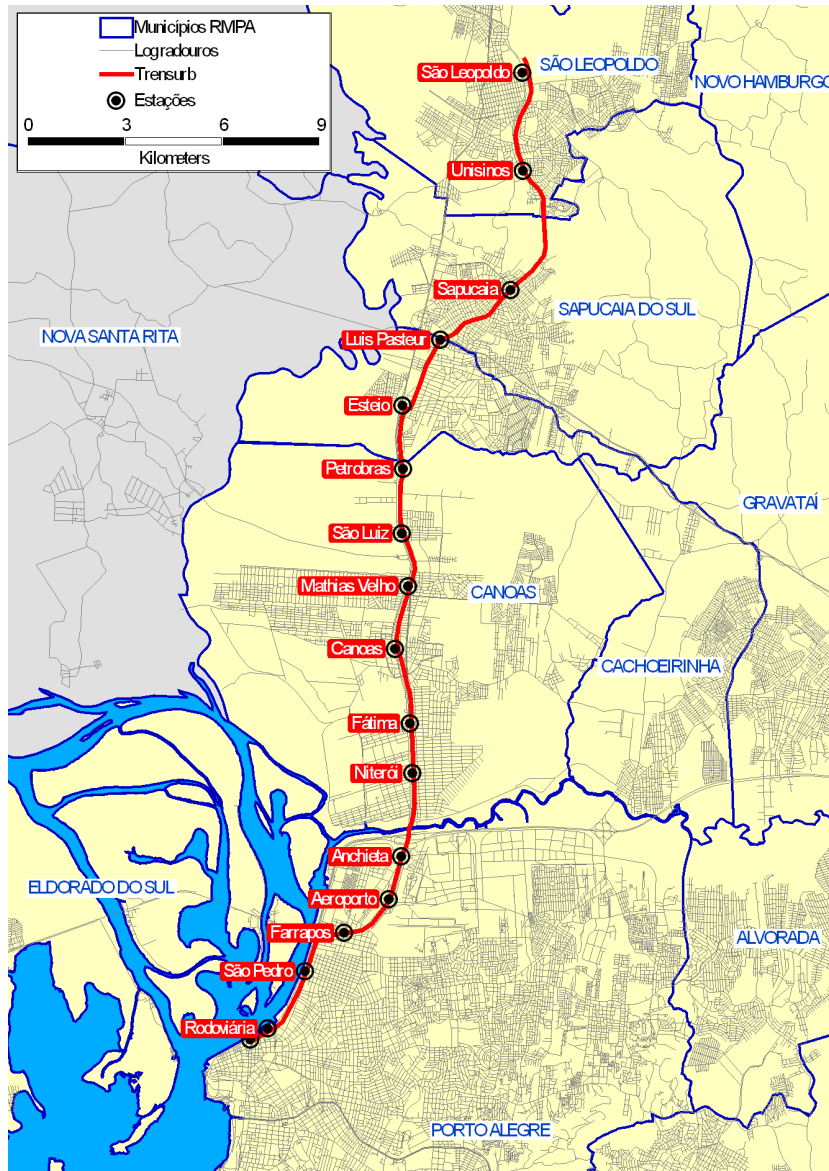 Municípios RMPA
Logradouros
Trensurb
Estações
0 3 6 9
Kilometers
São Leopoldo
SÃO LEOPOLDO
NOVO HAMBURGO
Unisinos
Sapucaia
SAPUCAIA DO SUL
NOVA SANTA RITA
Luis Pasteur
Esteio
Petrobras
GRAVATAÍ
São Luiz
Mathias Velho
CANOAS
Canoas
CACHOEIRINHA
Fátima
Niterói
Anchieta
ELDORADO DO SUL
Aeroporto
Farrapos
ALVORADA
São Pedro
Rodoviária
PORTO ALEGRE